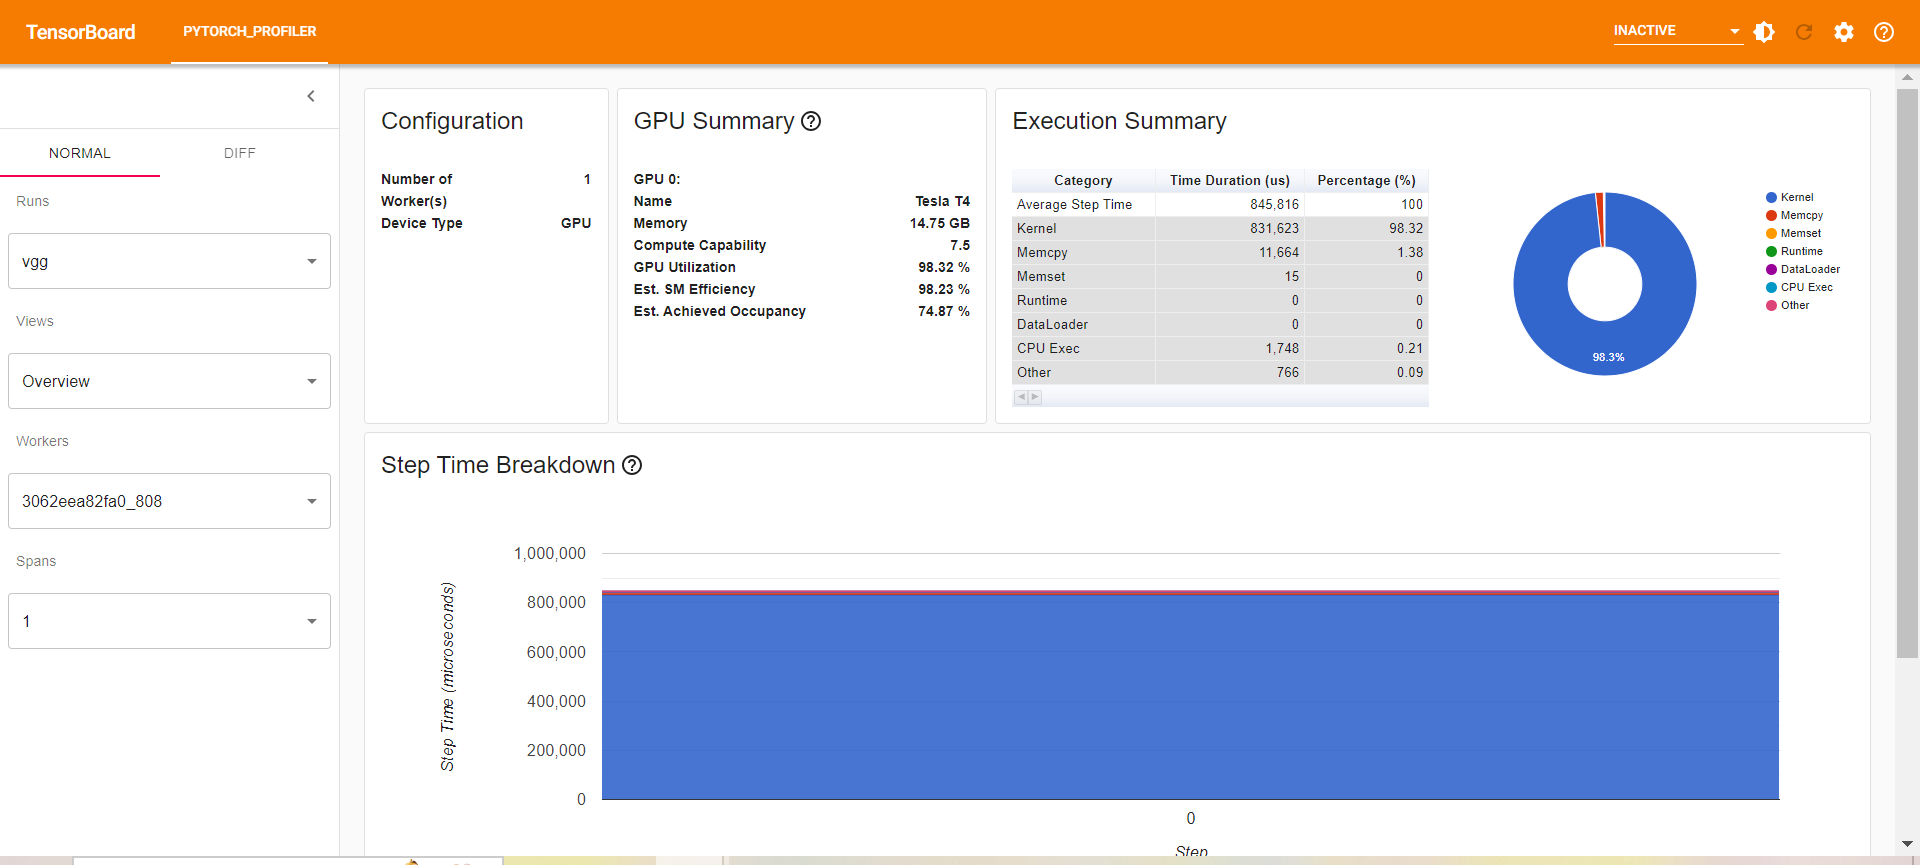 TensorBoard
PYTORCH_PROFILER
INACTIVE
NORMAL
DIFF
Runs
vgg
Views
Overview
Workers
3062eea82fa0_808
Spans
1
Configuration
Number of Worker(s) 1
Device Type GPU
GPU Summary
GPU 0:
Name Tesla T4
Memory 14.75 GB
Compute Capability 7.5
GPU Utilization 98.32 %
Est. SM Efficiency 98.23 %
Est. Achieved Occupancy 74.87 %
Execution Summary
Category Time Duration (us) Percentage (%)
Average Step Time 845,816 100
Kernel 831,623 98.32
Memcpy 11,664 1.38
Memset 15 0
Runtime 0 0
DataLoader 0 0
CPU Exec 1,748 0.21
Other 766 0.09
98.3%
Kernel
Memcpy
Memset
Runtime
DataLoader
CPU Exec
Other
Step Time Breakdown
Step Time (microseconds)
1,000,000
800,000
600,000
400,000
200,000
0
0
Step